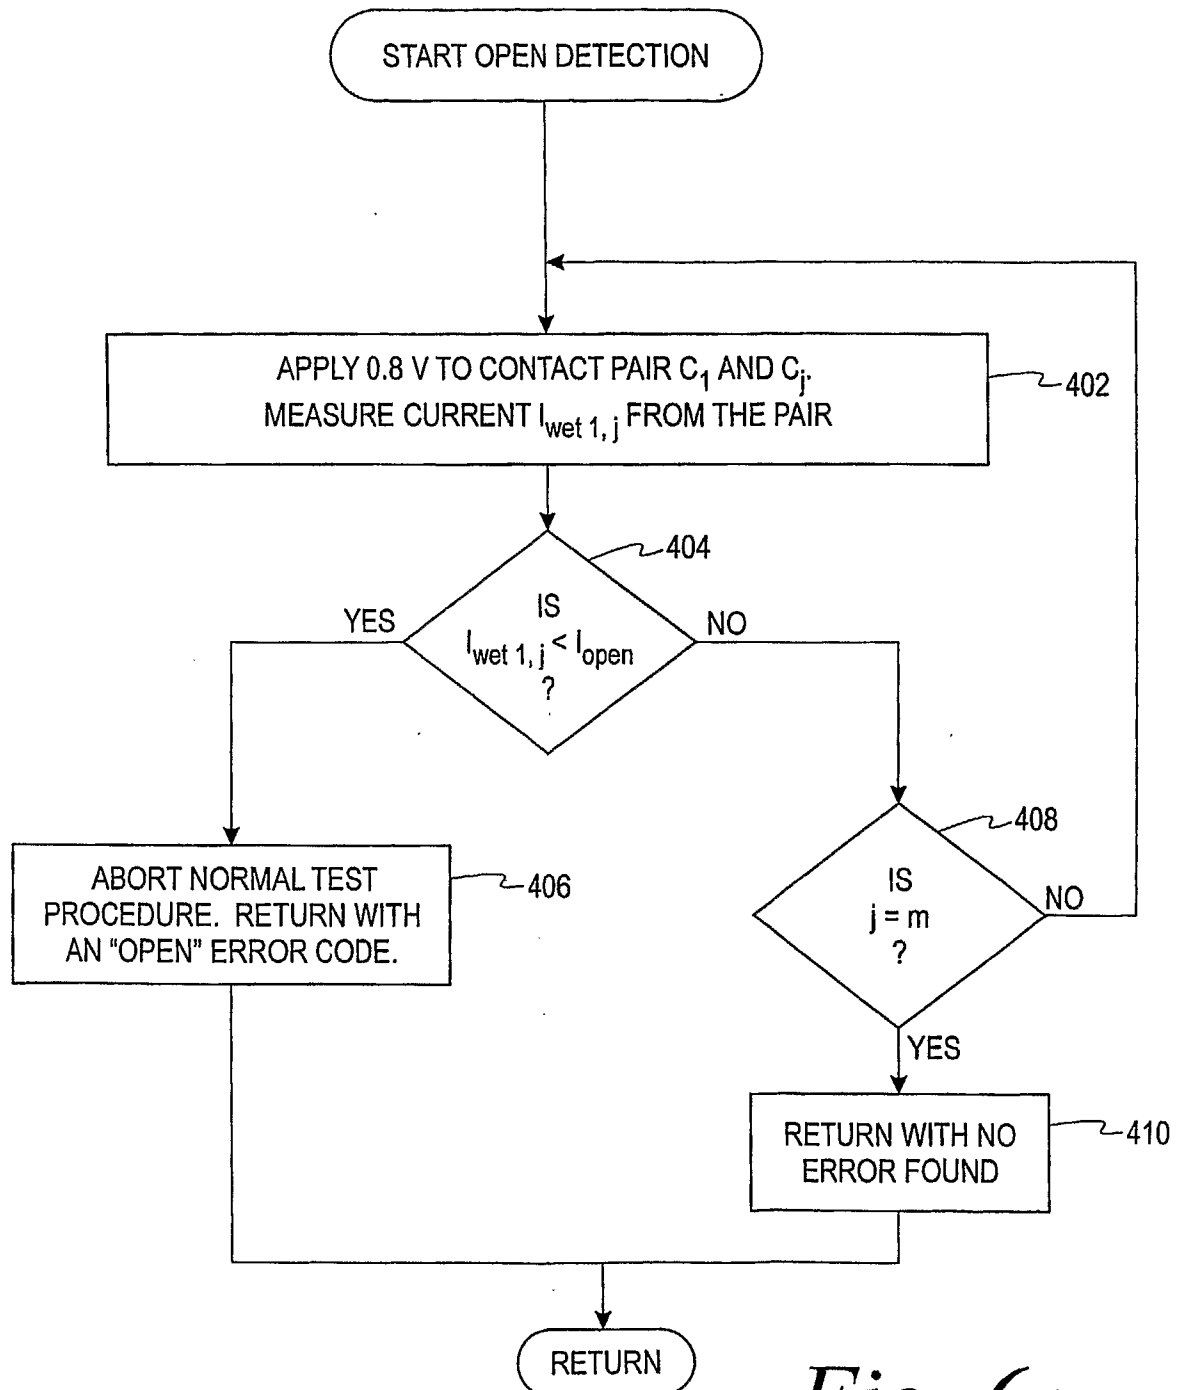 START OPEN DETECTION
APPLY 0.8 V TO CONTACT PAIR C1 AND Cj.
MEASURE CURRENT Iwet 1, j FROM THE PAIR
402
404
IS
Iwet 1, j < Iopen
?
YES
NO
408
ABORT NORMAL TEST
PROCEDURE. RETURN WITH
AN "OPEN" ERROR CODE.
406
IS
j = m
?
NO
YES
RETURN WITH NO
ERROR FOUND
410
RETURN